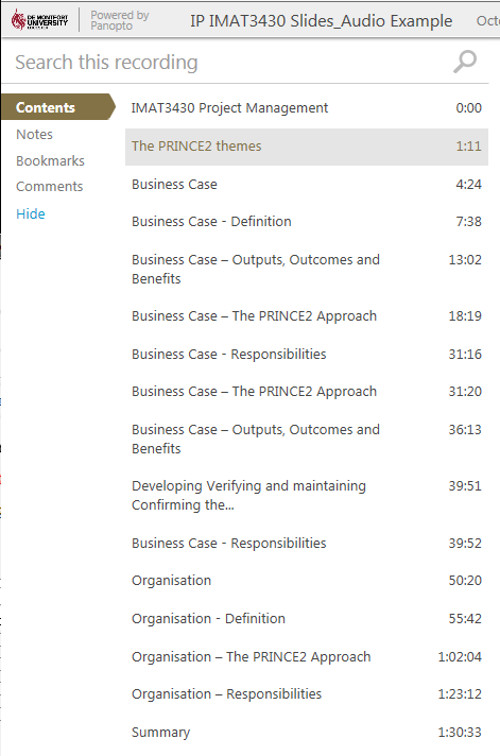 DE MONTFORT
UNIVERSITY
LEICESTER
Powered by
Panopto
IP IMAT3430 Slides_Audio Example
Octo
Search this recording
Contents
Notes
Bookmarks
Comments
Hide
IMAT3430 Project Management 0:00
The PRINCE2 themes 1:11
Business Case 4:24
Business Case - Definition 7:38
Business Case – Outputs, Outcomes and 13:02
Benefits
Business Case – The PRINCE2 Approach 18:19
Business Case - Responsibilities 31:16
Business Case – The PRINCE2 Approach 31:20
Business Case – Outputs, Outcomes and 36:13
Benefits
Developing Verifying and maintaining 39:51
Confirming the...
Business Case - Responsibilities 39:52
Organisation 50:20
Organisation - Definition 55:42
Organisation – The PRINCE2 Approach 1:02:04
Organisation – Responsibilities 1:23:12
Summary 1:30:33